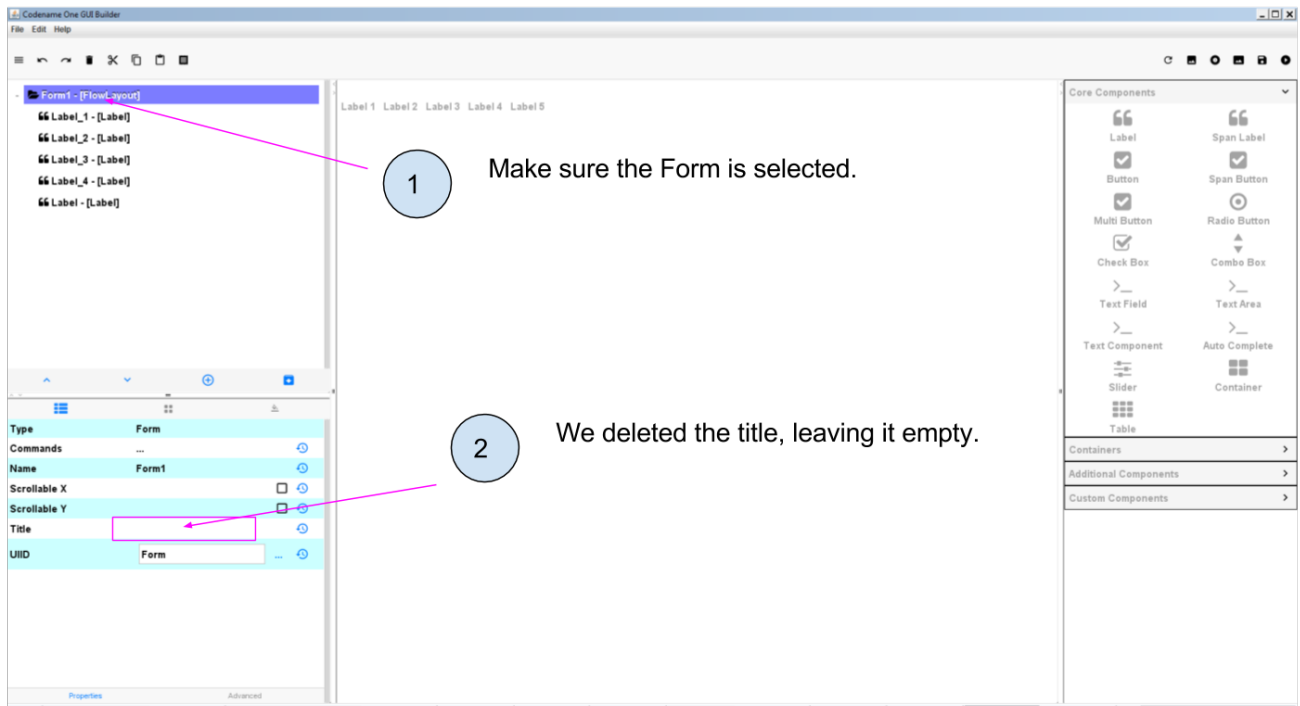 Codename One GUI Builder
File Edit Help
Form1 - [FlowLayout]
Label_1 - [Label]
Label_2 - [Label]
Label_3 - [Label]
Label_4 - [Label]
Label - [Label]
Label 1 Label 2 Label 3 Label 4 Label 5
1
Make sure the Form is selected.
2
We deleted the title, leaving it empty.
Type Form
Commands ...
Name Form1
Scrollable X
Scrollable Y
Title
UIID Form ...
Properties Advanced
Core Components
Label Span Label
Button Span Button
Multi Button Radio Button
Check Box Combo Box
Text Field Text Area
Text Component Auto Complete
Slider Container
Table
Containers
Additional Components
Custom Components